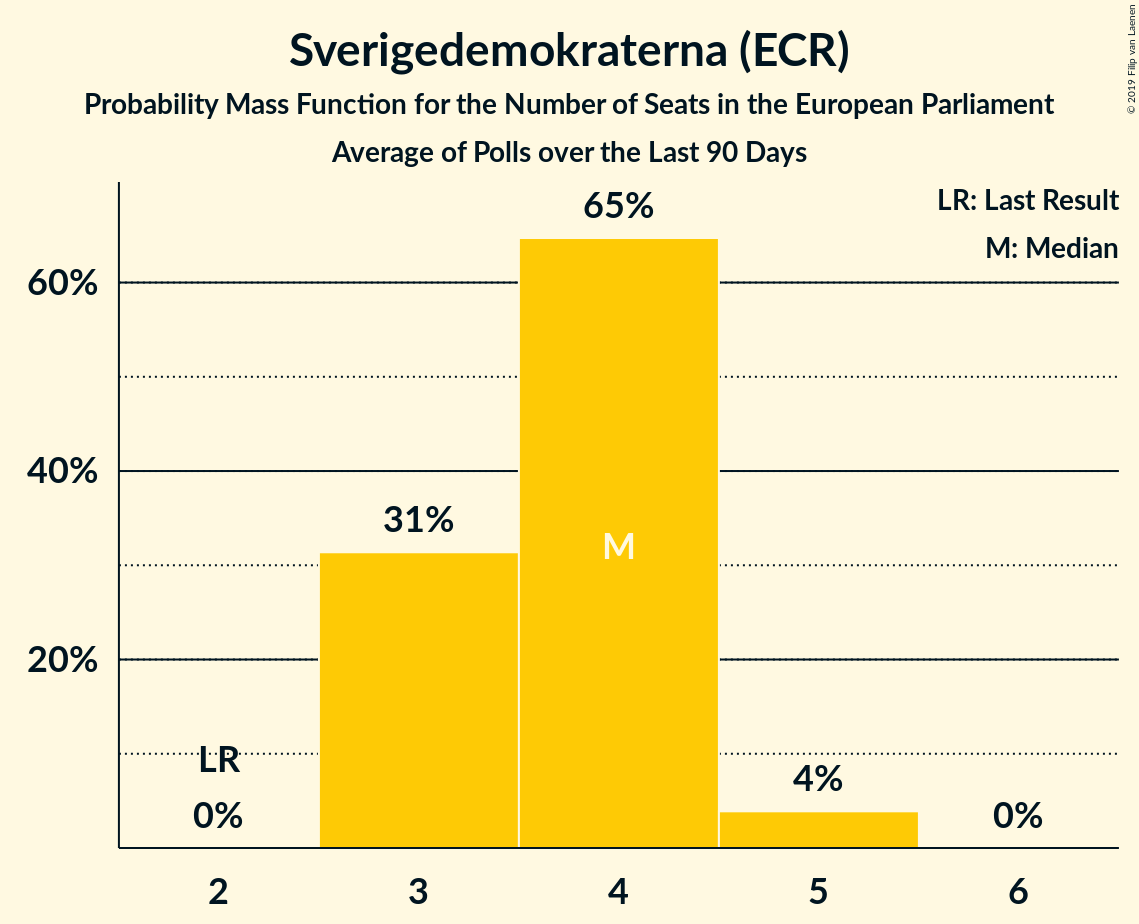 Sverigedemokraterna (ECR)
Probability Mass Function for the Number of Seats in the European Parliament
Average of Polls over the Last 90 Days
© 2019 Filip van Laenen
LR: Last Result
M: Median
65%
60%
40%
31%
M
20%
LR
4%
0%
0%
2 3 4 5 6